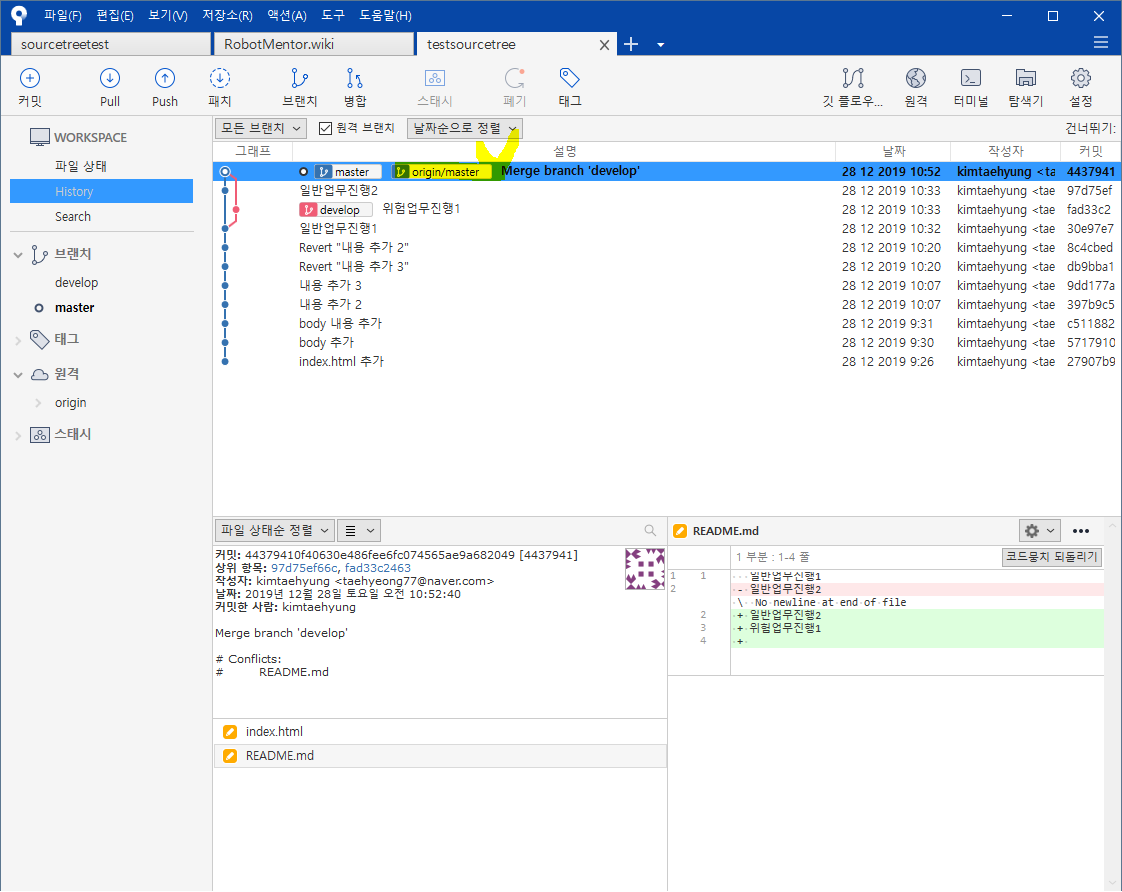 파일(F) 편집(E) 보기(V) 저장소(R) 액션(A) 도구 도움말(H)
sourcetreetest RobotMentor.wiki testsourcetree
커밋 Pull Push 패치 브랜치 병합 스태시 폐기 태그 깃 플로우... 원격 터미널 탐색기 설정
모든 브랜치 원격 브랜치 날짜순으로 정렬 건너뛰기:
그래프 설명 날짜 작성자 커밋
master origin/master Merge branch 'develop' 28 12 2019 10:52 kimtaehyung <ta 4437941
일반업무진행2 28 12 2019 10:33 kimtaehyung <tae 97d75ef
develop 위험업무진행1 28 12 2019 10:33 kimtaehyung <tae fad33c2
일반업무진행1 28 12 2019 10:32 kimtaehyung <tae 30e97e7
Revert "내용 추가 2" 28 12 2019 10:20 kimtaehyung <tae 8c4cbed
Revert "내용 추가 3" 28 12 2019 10:20 kimtaehyung <tae db9bba1
내용 추가 3 28 12 2019 10:07 kimtaehyung <tae 9dd177a
내용 추가 2 28 12 2019 10:07 kimtaehyung <tae 397b9c5
body 내용 추가 28 12 2019 9:31 kimtaehyung <tae c511882
body 추가 28 12 2019 9:30 kimtaehyung <tae 5717910
index.html 추가 28 12 2019 9:26 kimtaehyung <tae 27907b9
WORKSPACE
파일 상태
History
Search
브랜치
develop
master
태그
원격
origin
스태시
파일 상태순 정렬
커밋: 44379410f40630e486fee6fc074565ae9a682049 [4437941]
상위 항목: 97d75ef66c, fad33c2463
작성자: kimtaehyung <taehyeong77@naver.com>
날짜: 2019년 12월 28일 토요일 오전 10:52:40
커밋한 사람: kimtaehyung
Merge branch 'develop'
# Conflicts:
# README.md
index.html
README.md
README.md
1 부분 : 1-4 줄 코드뭉치 되돌리기
1 1 일반업무진행1
2 - 일반업무진행2
\ No newline at end of file
2 + 일반업무진행2
3 + 위험업무진행1
4 +